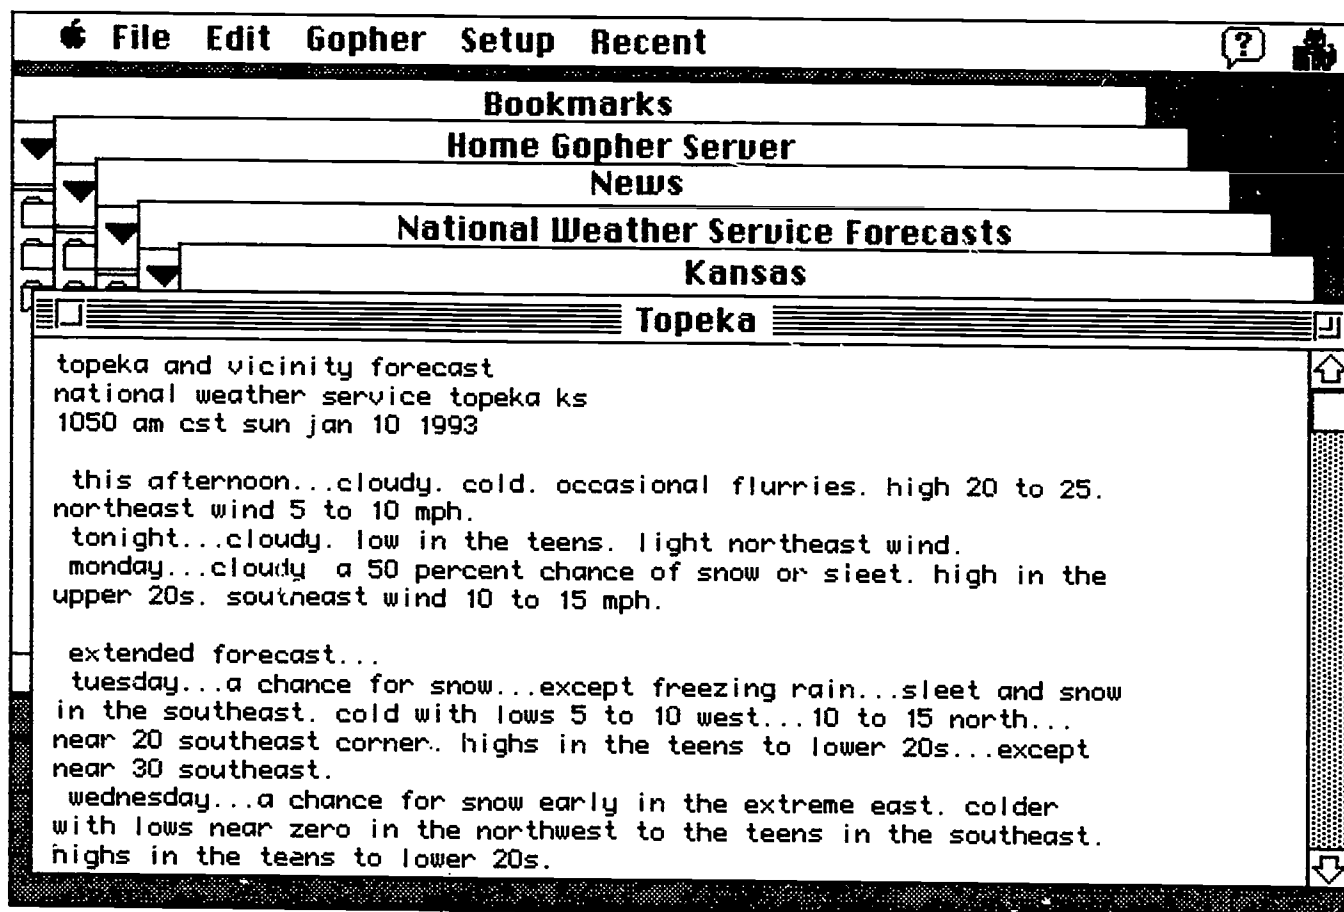 File Edit Gopher Setup Recent
Bookmarks
Home Gopher Server
News
National Weather Service Forecasts
Kansas
Topeka
topeka and vicinity forecast
national weather service topeka ks
1050 am cst sun jan 10 1993
this afternoon...cloudy. cold. occasional flurries. high 20 to 25.
northeast wind 5 to 10 mph.
tonight...cloudy. low in the teens. light northeast wind.
monday...cloudy a 50 percent chance of snow or sleet. high in the
upper 20s. southeast wind 10 to 15 mph.
extended forecast...
tuesday...a chance for snow...except freezing rain...sleet and snow
in the southeast. cold with lows 5 to 10 west...10 to 15 north...
near 20 southeast corner.. highs in the teens to lower 20s...except
near 30 southeast.
wednesday...a chance for snow early in the extreme east. colder
with lows near zero in the northwest to the teens in the southeast.
highs in the teens to lower 20s.